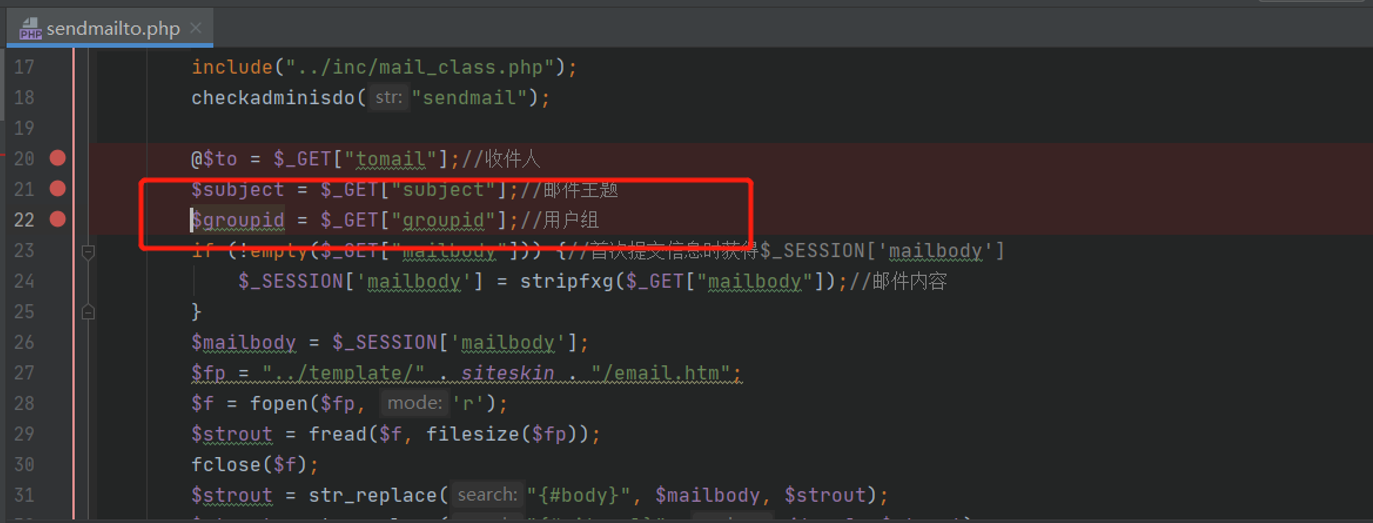 sendmailto.php
17 include("../inc/mail_class.php");
18 checkadminisdo( str: "sendmail");
19
20 @$to = $_GET["tomail"];//收件人
21 $subject = $_GET["subject"];//邮件主题
22 $groupid = $_GET["groupid"];//用户组
23 if (!empty($_GET["mailbody"])) {//首次提交信息时获得$_SESSION['mailbody']
24 $_SESSION['mailbody'] = stripfxg($_GET["mailbody"]);//邮件内容
25 }
26 $mailbody = $_SESSION['mailbody'];
27 $fp = "../template/" . siteskin . "/email.htm";
28 $f = fopen($fp, mode: 'r');
29 $strout = fread($f, filesize($fp));
30 fclose($f);
31 $strout = str_replace( search: "{#body}", $mailbody, $strout);